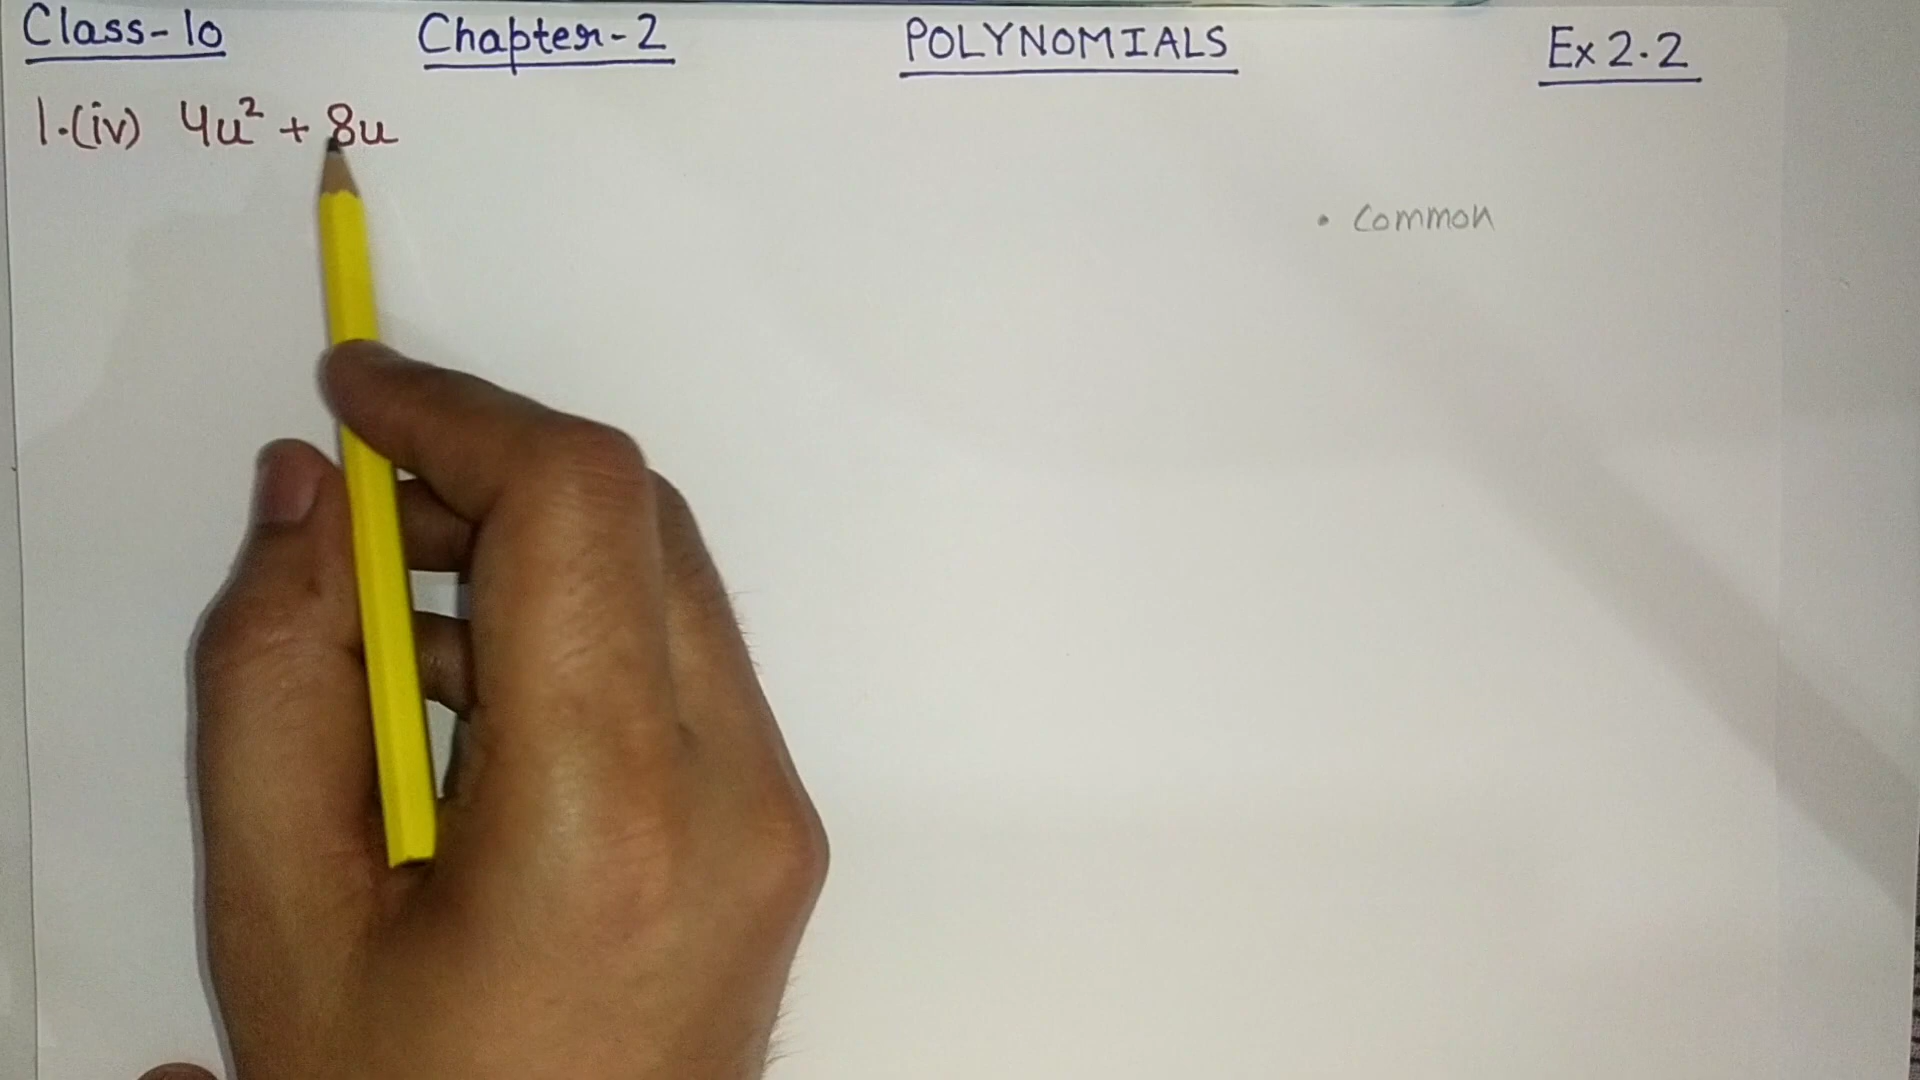 Class-10 Chapter-2 POLYNOMIALS Ex 2.2
1.(iv) 4u² + 8u
• Common